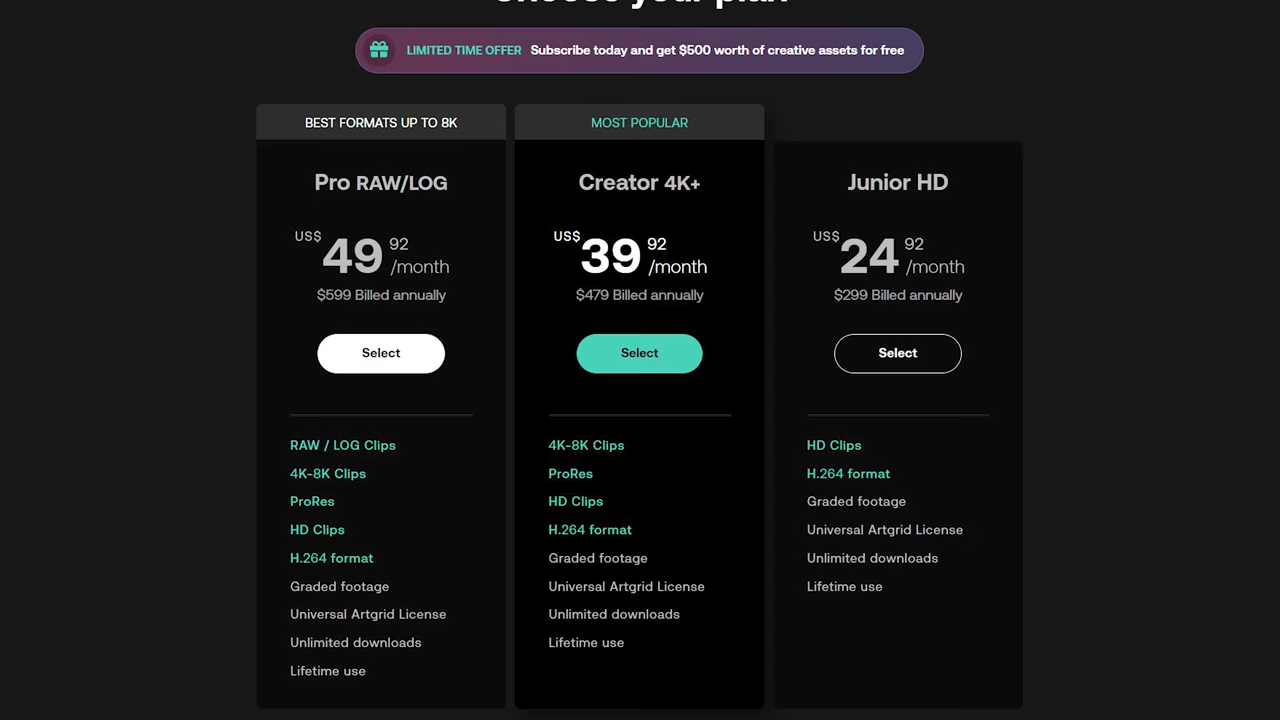 Choose your plan
LIMITED TIME OFFER Subscribe today and get $500 worth of creative assets for free
BEST FORMATS UP TO 8K
Pro RAW/LOG
US$ 49 92 /month
$599 Billed annually
Select
RAW / LOG Clips
4K-8K Clips
ProRes
HD Clips
H.264 format
Graded footage
Universal Artgrid License
Unlimited downloads
Lifetime use
MOST POPULAR
Creator 4K+
US$ 39 92 /month
$479 Billed annually
Select
4K-8K Clips
ProRes
HD Clips
H.264 format
Graded footage
Universal Artgrid License
Unlimited downloads
Lifetime use
Junior HD
US$ 24 92 /month
$299 Billed annually
Select
HD Clips
H.264 format
Graded footage
Universal Artgrid License
Unlimited downloads
Lifetime use